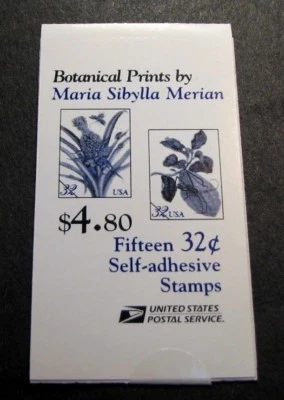 Botanical Prints by
Maria Sibylla Merian
32 USA
32 USA
$4.80
Fifteen 32¢
Self-adhesive
Stamps
UNITED STATES
POSTAL SERVICE.